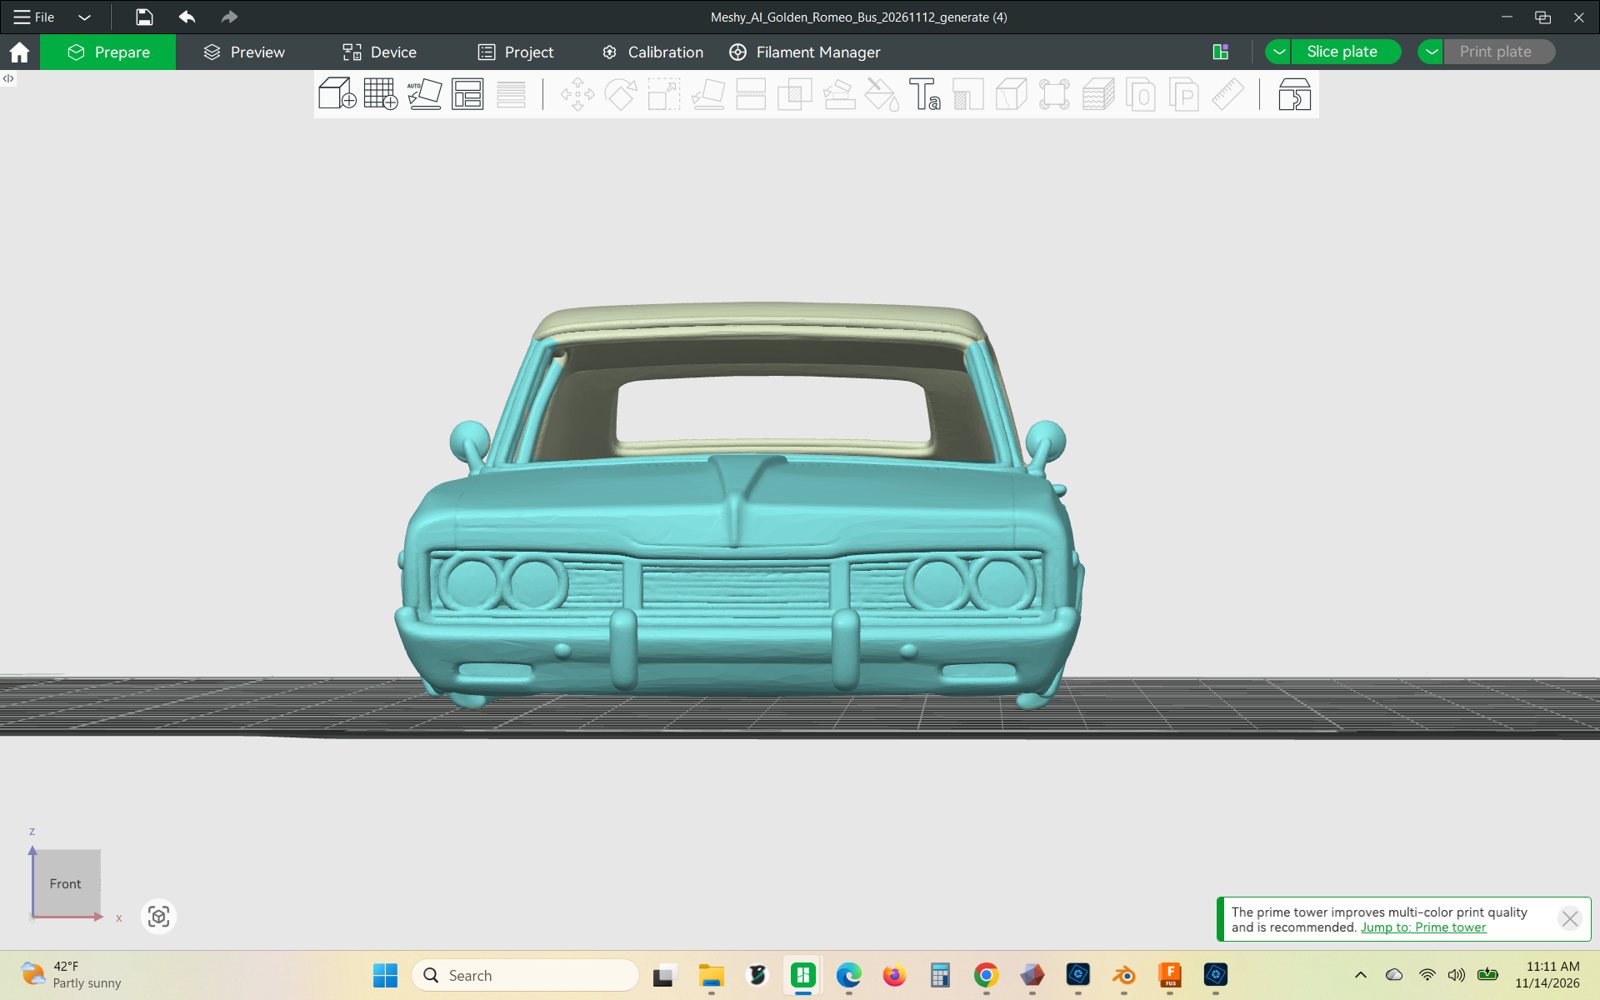 File
Meshy_AI_Golden_Romeo_Bus_20261112_generate (4)
Prepare
Preview
Device
Project
Calibration
Filament Manager
Slice plate
Print plate
AUTO
Ta
O
P
z
Front
x
The prime tower improves multi-color print quality
and is recommended. Jump to: Prime tower
42°F
Partly sunny
Search
F
FUS
11:11 AM
11/14/2026